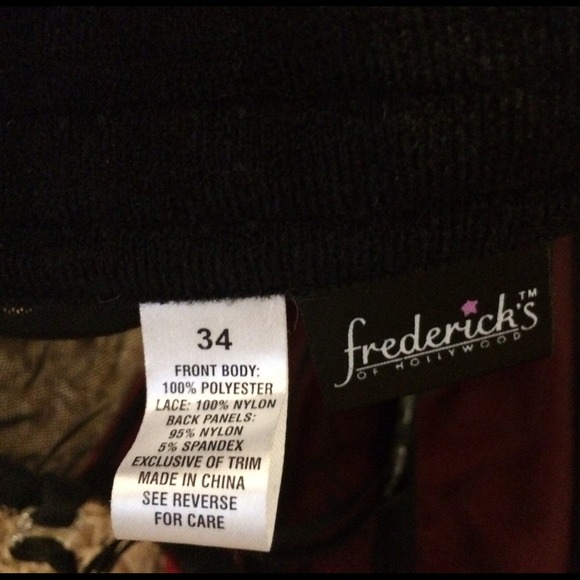 34
FRONT BODY:
100% POLYESTER
LACE: 100% NYLON
BACK PANELS:
95% NYLON
5% SPANDEX
EXCLUSIVE OF TRIM
MADE IN CHINA
SEE REVERSE
FOR CARE
frederick's™
OF HOLLYWOOD